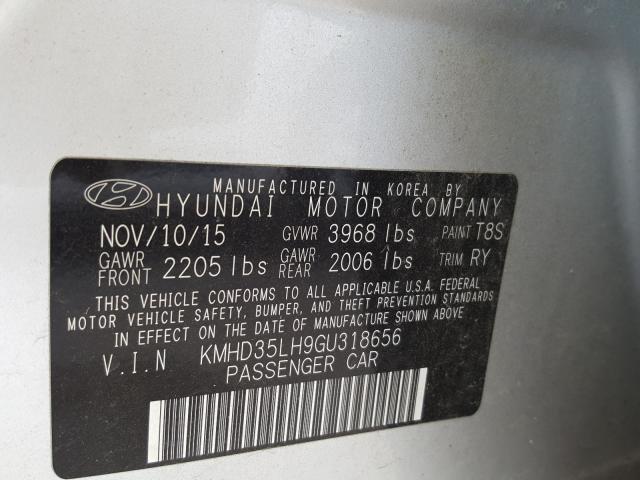 MANUFACTURED IN KOREA BY
HYUNDAI MOTOR COMPANY
NOV/10/15 GVWR 3968 lbs PAINT T8S
GAWR FRONT 2205 lbs GAWR REAR 2006 lbs TRIM RY
THIS VEHICLE CONFORMS TO ALL APPLICABLE U.S.A. FEDERAL
MOTOR VEHICLE SAFETY, BUMPER, AND THEFT PREVENTION STANDARDS
IN EFFECT ON THE DATE OF MANUFACTURE SHOWN ABOVE.
V.I.N KMHD35LH9GU318656
PASSENGER CAR